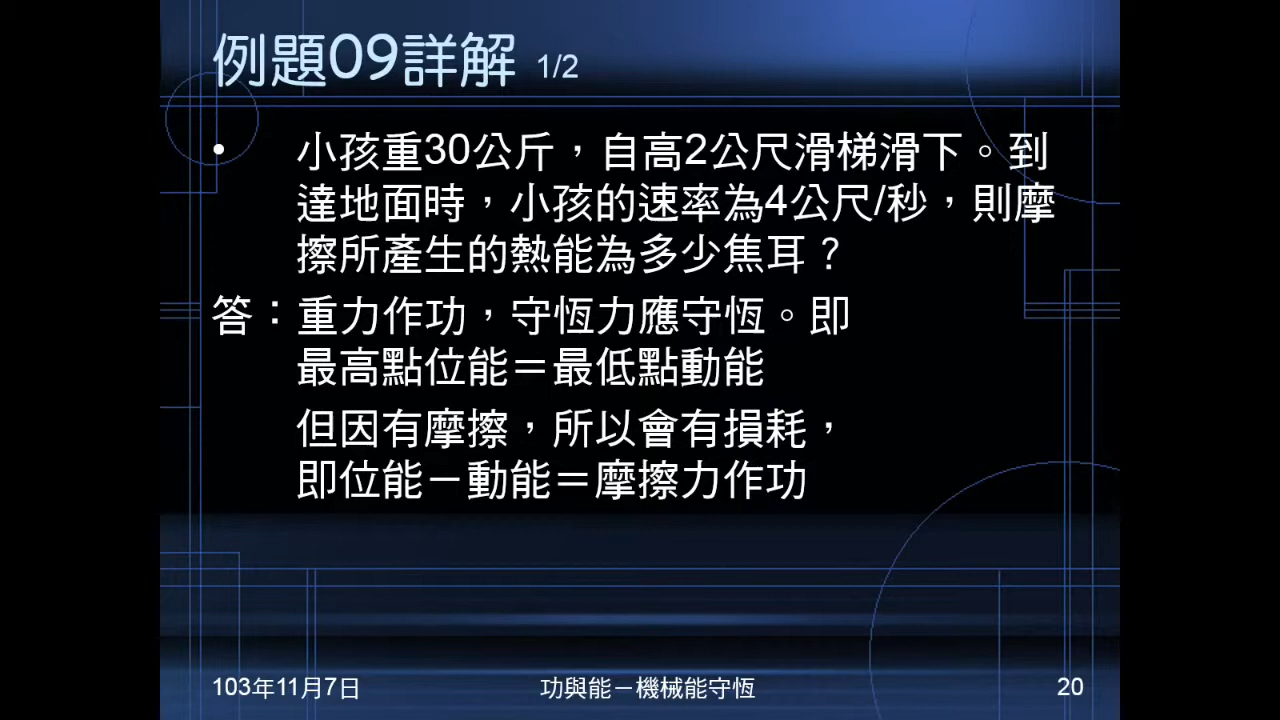 例題09詳解 1/2
• 小孩重30公斤，自高2公尺滑梯滑下。到
達地面時，小孩的速率為4公尺/秒，則摩
擦所產生的熱能為多少焦耳？
答：重力作功，守恆力應守恆。即
最高點位能＝最低點動能
但因有摩擦，所以會有損耗，
即位能－動能＝摩擦力作功
103年11月7日
功與能－機械能守恆
20